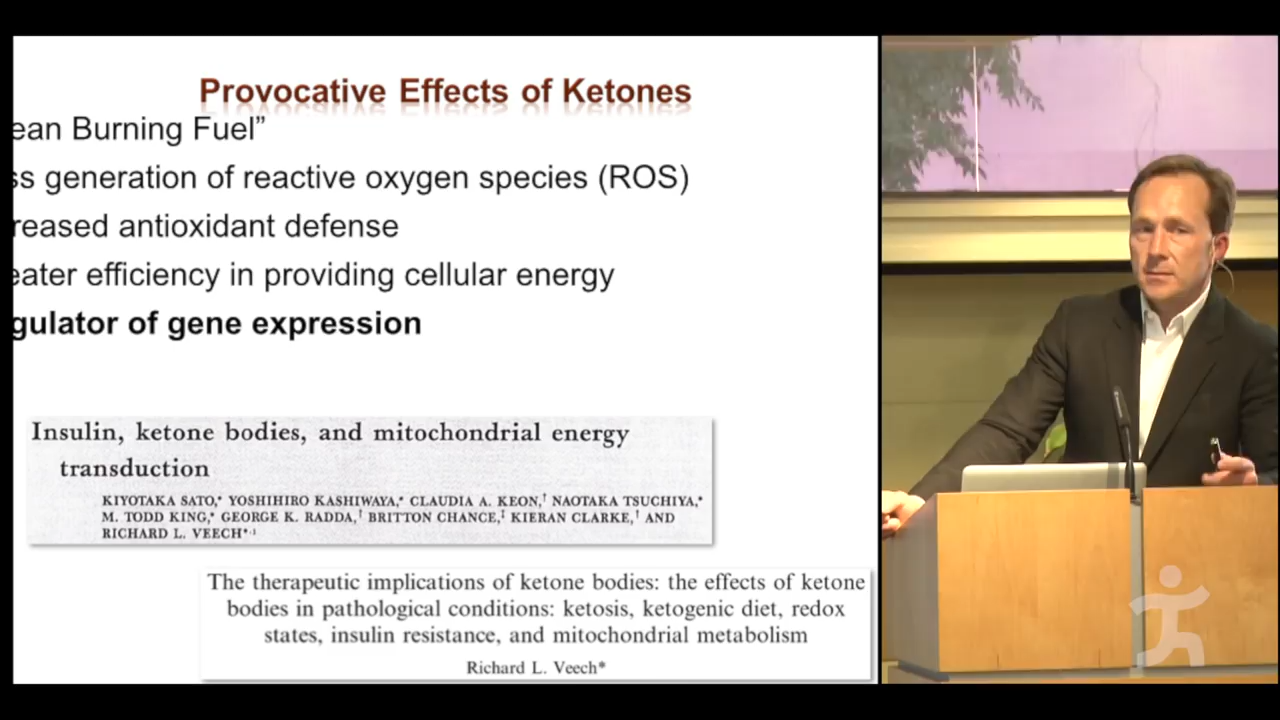 Provocative Effects of Ketones
ean Burning Fuel”
ss generation of reactive oxygen species (ROS)
reased antioxidant defense
eater efficiency in providing cellular energy
gulator of gene expression
Insulin, ketone bodies, and mitochondrial energy
transduction
KIYOTAKA SATO,* YOSHIHIRO KASHIWAYA,* CLAUDIA A. KEON,† NAOTAKA TSUCHIYA,*
M. TODD KING,* GEORGE K. RADDA,† BRITTON CHANCE,‡ KIERAN CLARKE,† AND
RICHARD L. VEECH*,1
The therapeutic implications of ketone bodies: the effects of ketone
bodies in pathological conditions: ketosis, ketogenic diet, redox
states, insulin resistance, and mitochondrial metabolism
Richard L. Veech*